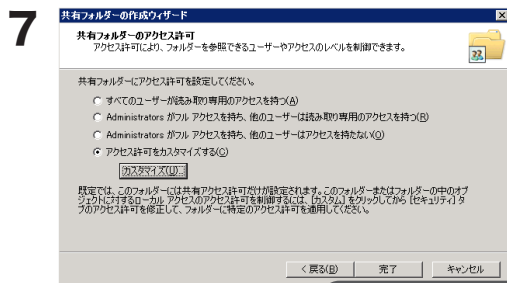 7
共有フォルダーの作成ウィザード
共有フォルダーのアクセス許可
アクセス許可により、フォルダーを参照できるユーザーやアクセスのレベルを制御できます。
共有フォルダーにアクセス許可を設定してください。
すべてのユーザーが読み取り専用のアクセスを持つ(A)
Administrators がフル アクセスを持ち、他のユーザーは読み取り専用のアクセスを持つ(R)
Administrators がフル アクセスを持ち、他のユーザーはアクセスを持たない(O)
アクセス許可をカスタマイズする(C)
カスタマイズ(U)...
既定では、このフォルダーには共有アクセス許可だけが設定されます。このフォルダーまたはフォルダーの中のオブ
ジェクトに対するローカル アクセスのアクセス許可を制御するには、[カスタム] をクリックしてから [セキュリティ] タ
ブのアクセス許可を修正して、フォルダーに特定のアクセス許可を適用してください。
< 戻る(B)
完了
キャンセル